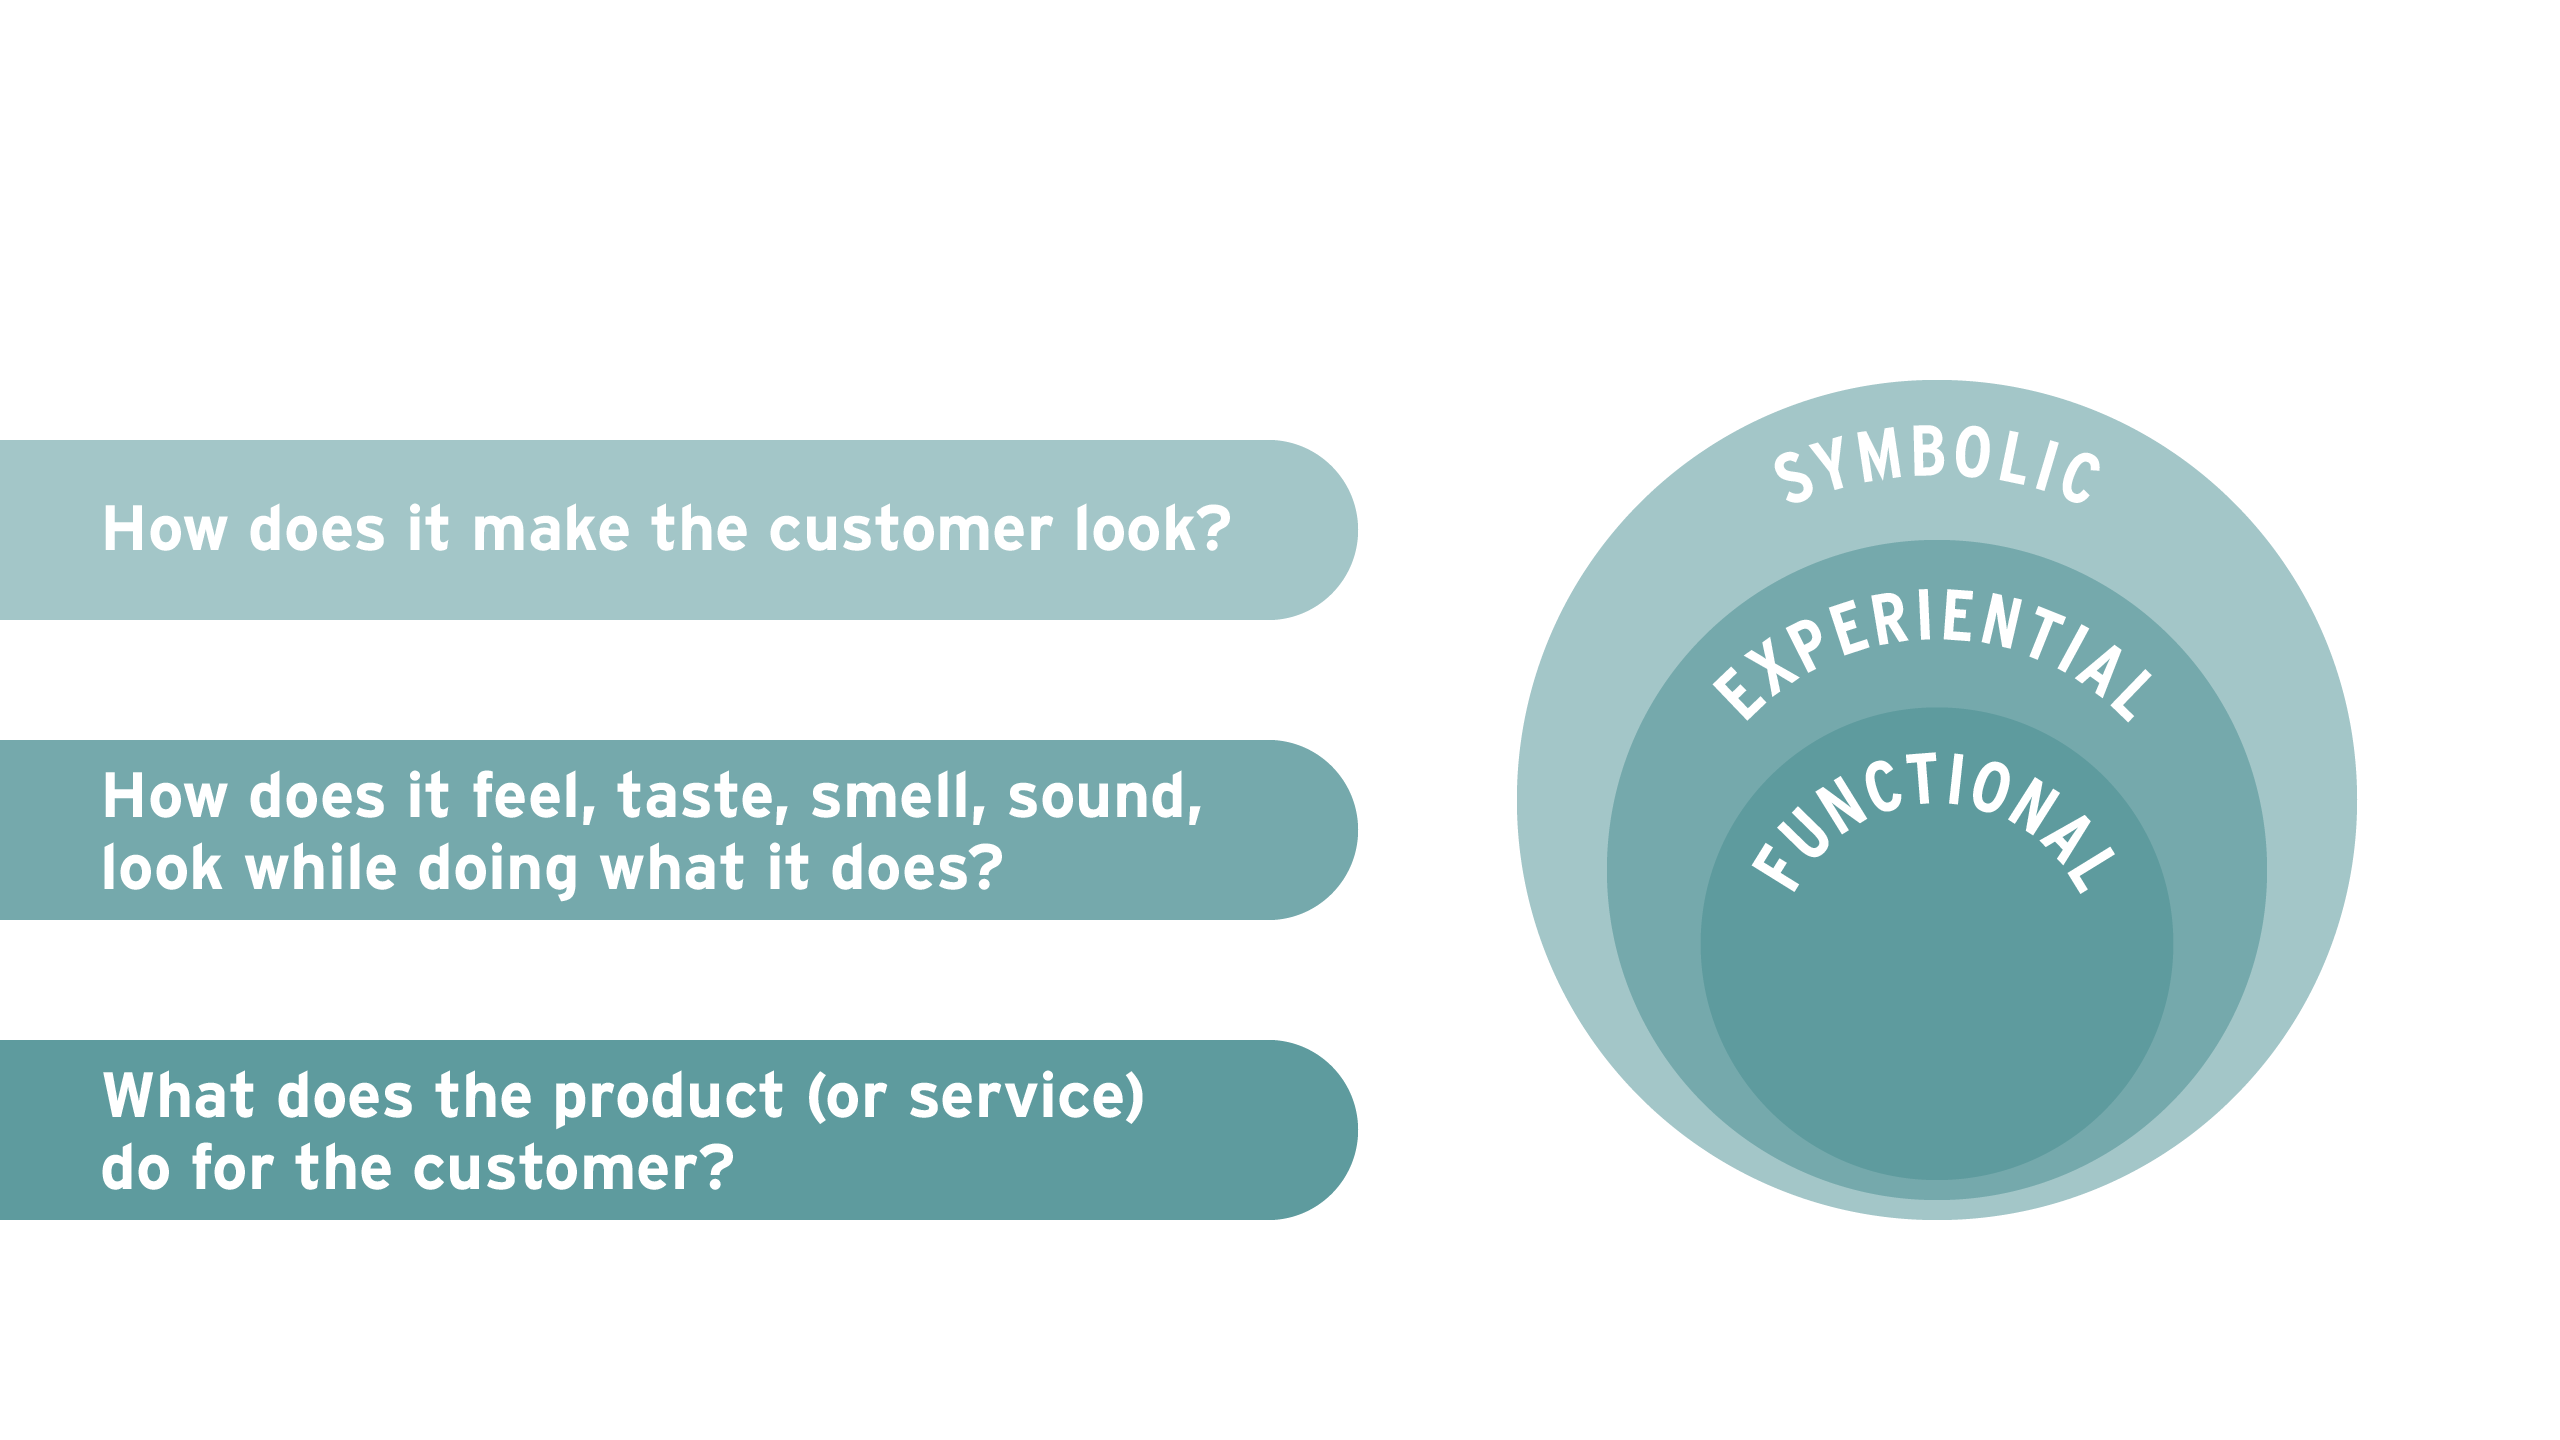 How does it make the customer look?
How does it feel, taste, smell, sound,
look while doing what it does?
What does the product (or service)
do for the customer?
SYMBOLIC
EXPERIENTIAL
FUNCTIONAL